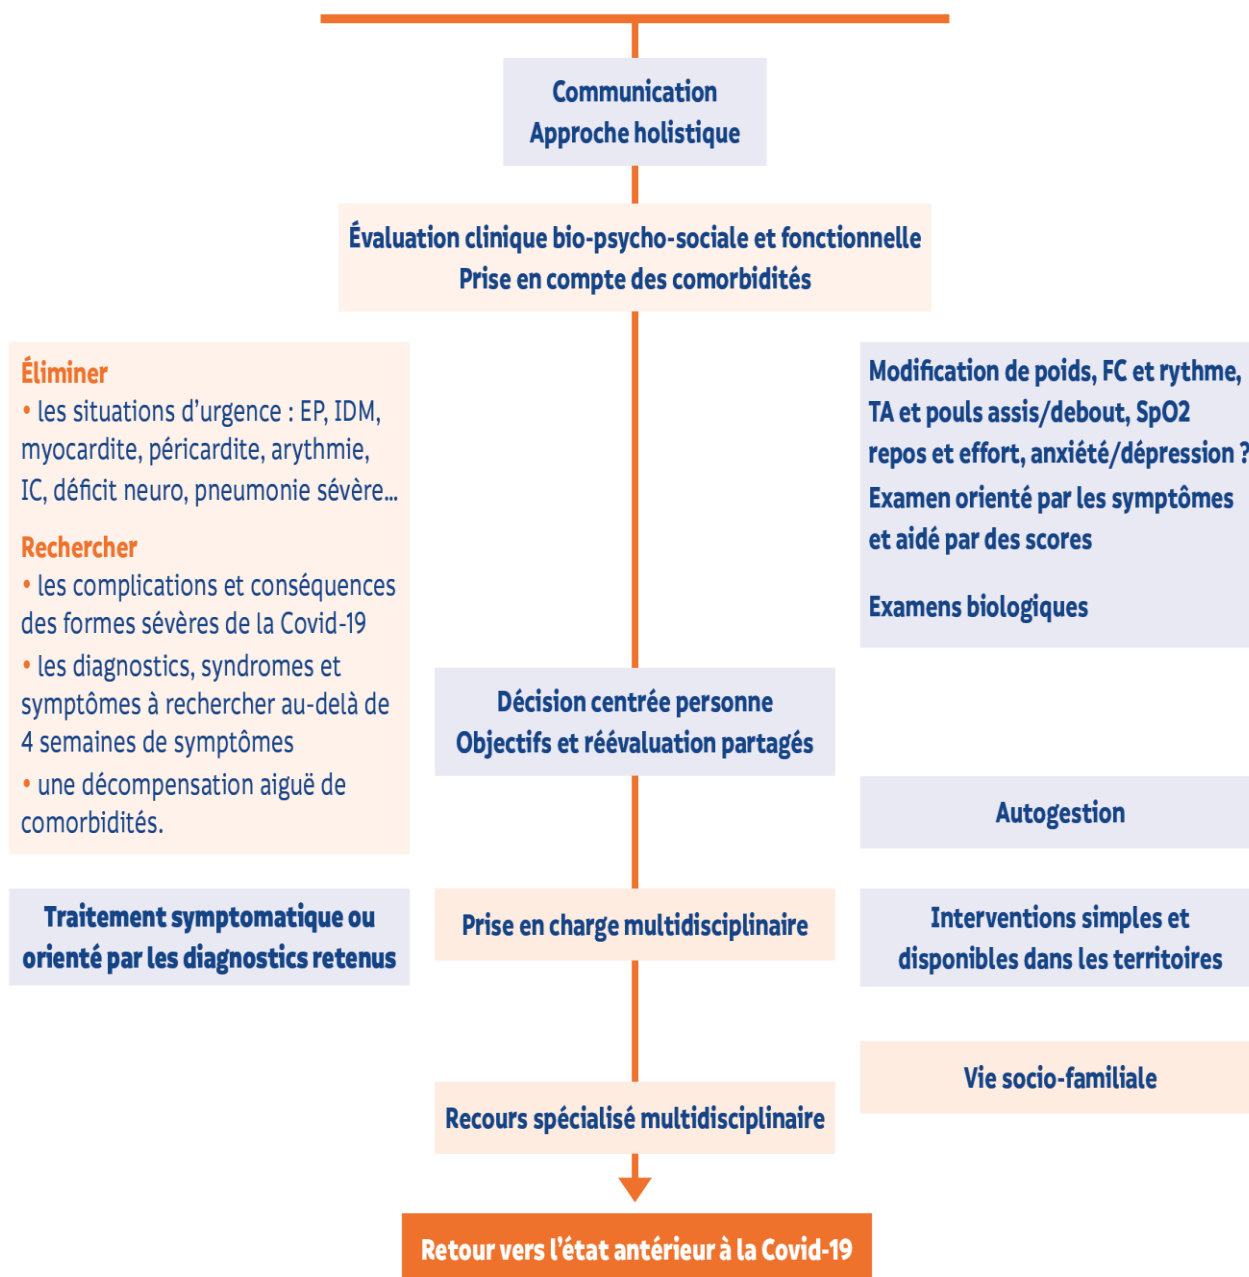 Communication
Approche holistique
Évaluation clinique bio-psycho-sociale et fonctionnelle
Prise en compte des comorbidités
Éliminer
• les situations d’urgence : EP, IDM,
myocardite, péricardite, arythmie,
IC, déficit neuro, pneumonie sévère...
Rechercher
• les complications et conséquences
des formes sévères de la Covid-19
• les diagnostics, syndromes et
symptômes à rechercher au-delà de
4 semaines de symptômes
• une décompensation aiguë de
comorbidités.
Modification de poids, FC et rythme,
TA et pouls assis/debout, SpO2
repos et effort, anxiété/dépression ?
Examen orienté par les symptômes
et aidé par des scores
Examens biologiques
Décision centrée personne
Objectifs et réévaluation partagés
Autogestion
Traitement symptomatique ou
orienté par les diagnostics retenus
Prise en charge multidisciplinaire
Interventions simples et
disponibles dans les territoires
Vie socio-familiale
Recours spécialisé multidisciplinaire
Retour vers l’état antérieur à la Covid-19